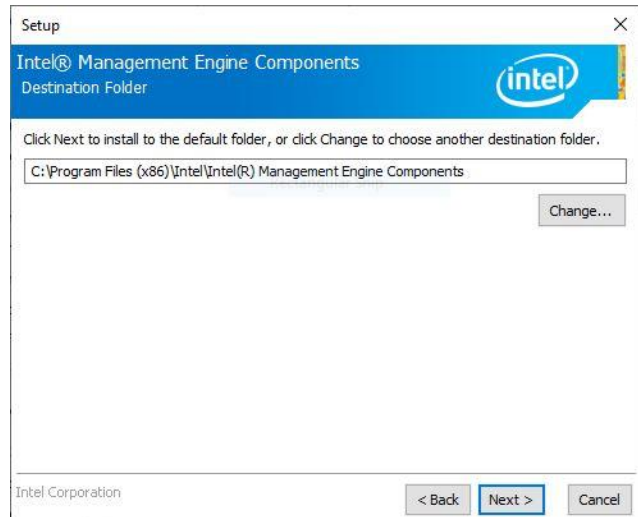 Setup
Intel® Management Engine Components
Destination Folder
intel
Click Next to install to the default folder, or click Change to choose another destination folder.
C:\Program Files (x86)\Intel\Intel(R) Management Engine Components
Rectangular Snip
Change...
Intel Corporation
< Back
Next >
Cancel